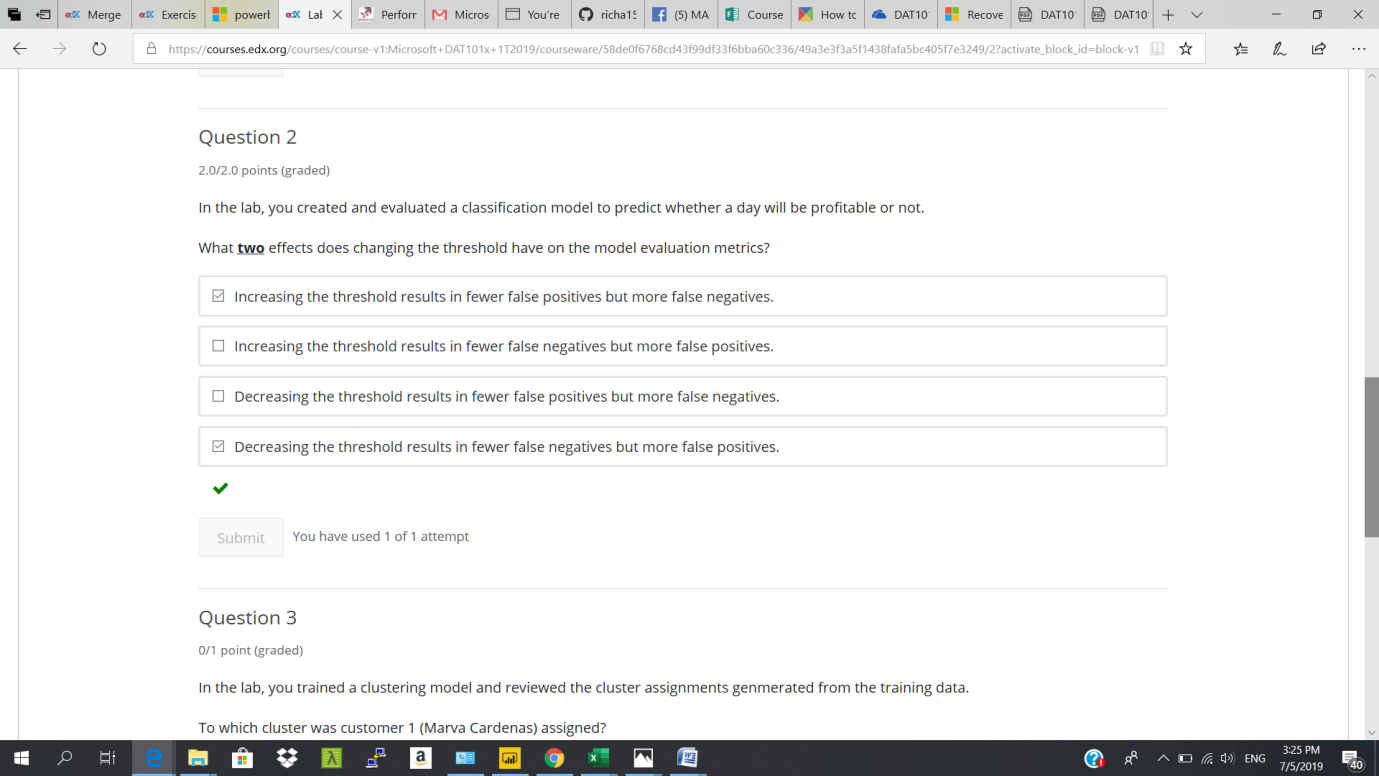 Merge
Exercis
powerl
Lal
Perforr
Micros
You're
richa15
(5) MA
Course
How to
DAT10
Recove
DAT10
DAT10
https://courses.edx.org/courses/course-v1:Microsoft+DAT101x+1T2019/courseware/58de0f6768cd43f99df33f6bba60c336/49a3e3f3a5f1438fafa5bc405f7e3249/2?activate_block_id=block-v1
Question 2
2.0/2.0 points (graded)
In the lab, you created and evaluated a classification model to predict whether a day will be profitable or not.
What two effects does changing the threshold have on the model evaluation metrics?
Increasing the threshold results in fewer false positives but more false negatives.
Increasing the threshold results in fewer false negatives but more false positives.
Decreasing the threshold results in fewer false positives but more false negatives.
Decreasing the threshold results in fewer false negatives but more false positives.
Submit You have used 1 of 1 attempt
Question 3
0/1 point (graded)
In the lab, you trained a clustering model and reviewed the cluster assignments genmerated from the training data.
To which cluster was customer 1 (Marva Cardenas) assigned?
ENG
3:25 PM
7/5/2019
40